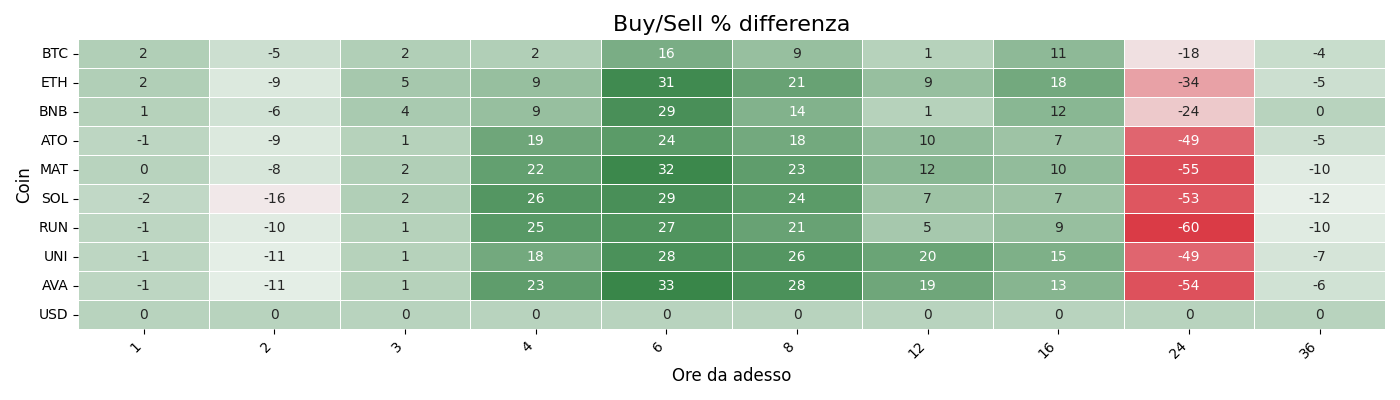 Buy/Sell % differenza
Coin
BTC 2 -5 2 2 16 9 1 11 -18 -4
ETH 2 -9 5 9 31 21 9 18 -34 -5
BNB 1 -6 4 9 29 14 1 12 -24 0
ATO -1 -9 1 19 24 18 10 7 -49 -5
MAT 0 -8 2 22 32 23 12 10 -55 -10
SOL -2 -16 2 26 29 24 7 7 -53 -12
RUN -1 -10 1 25 27 21 5 9 -60 -10
UNI -1 -11 1 18 28 26 20 15 -49 -7
AVA -1 -11 1 23 33 28 19 13 -54 -6
USD 0 0 0 0 0 0 0 0 0 0
1 2 3 4 6 8 12 16 24 36
Ore da adesso